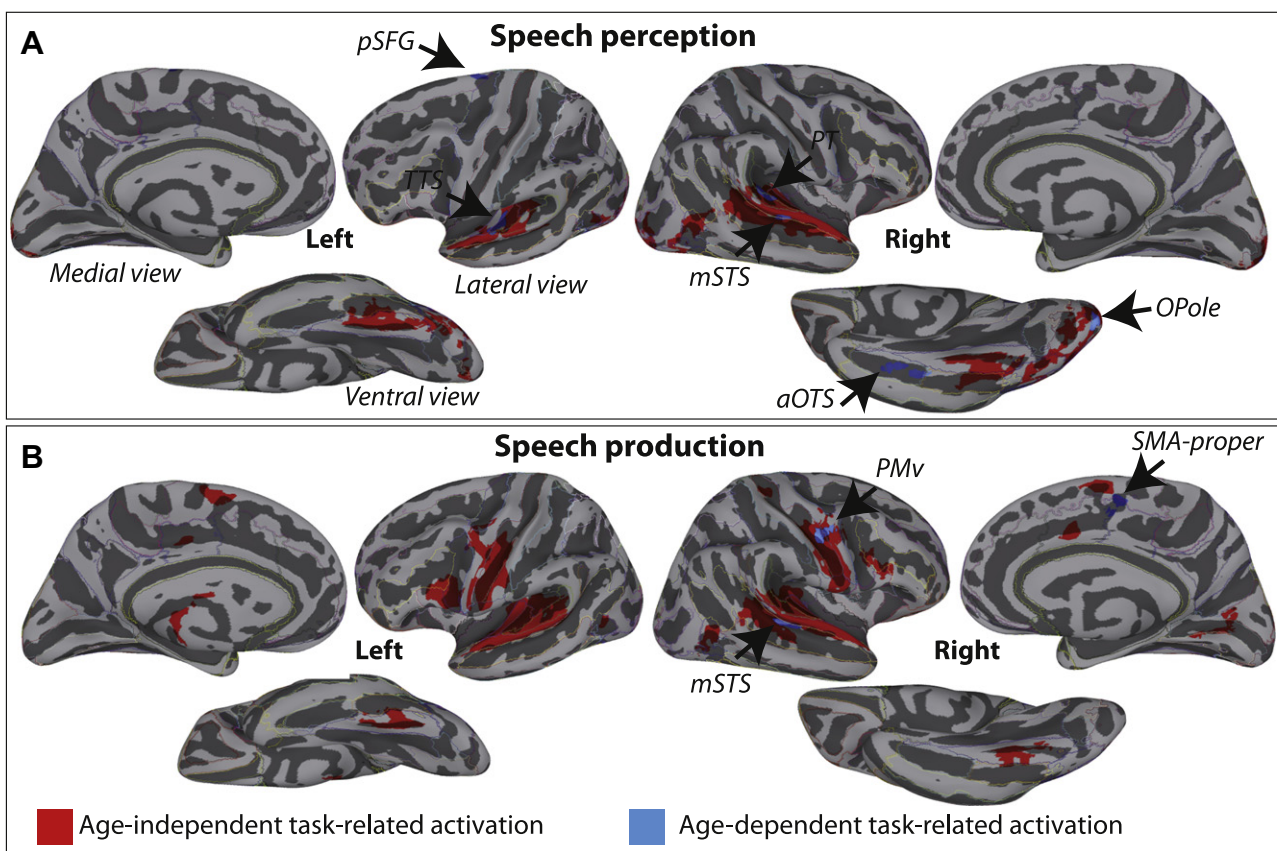 A
pSFG
Speech perception
TTS
PT
Left
Right
Medial view
Lateral view
mSTS
OPole
Ventral view
aOTS
B
Speech production
SMA-proper
PMv
Left
Right
mSTS
Age-independent task-related activation
Age-dependent task-related activation